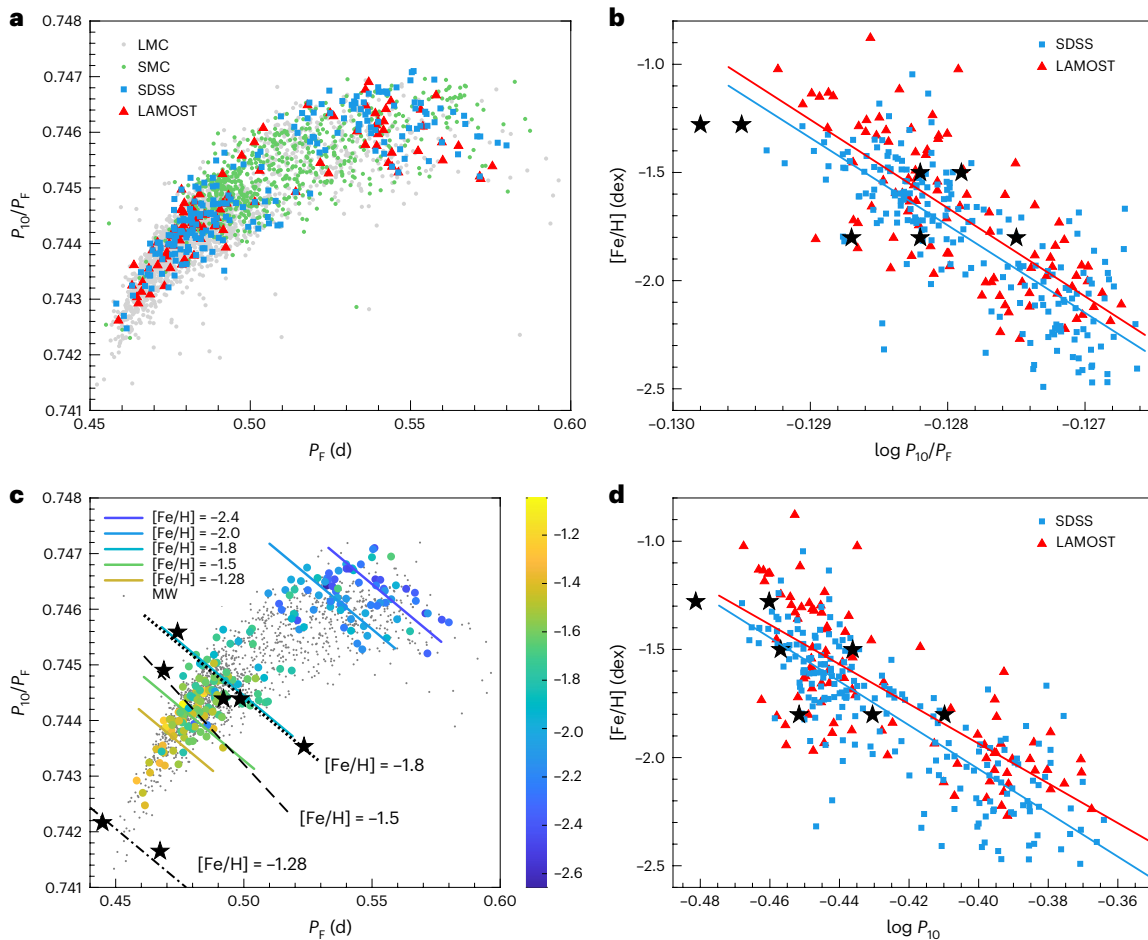 a
0.748
0.747
0.746
0.745
0.744
0.743
0.742
0.741
P10/PF
LMC
SMC
SDSS
LAMOST
0.45
0.50
0.55
0.60
PF (d)
b
−1.0
−1.5
−2.0
−2.5
[Fe/H] (dex)
SDSS
LAMOST
−0.130
−0.129
−0.128
−0.127
log P10/PF
c
0.748
0.747
0.746
0.745
0.744
0.743
0.742
0.741
P10/PF
[Fe/H] = −2.4
[Fe/H] = −2.0
[Fe/H] = −1.8
[Fe/H] = −1.5
[Fe/H] = −1.28
MW
[Fe/H] = −1.8
[Fe/H] = −1.5
[Fe/H] = −1.28
0.45
0.50
0.55
0.60
PF (d)
−1.2
−1.4
−1.6
−1.8
−2.0
−2.2
−2.4
−2.6
d
−1.0
−1.5
−2.0
−2.5
[Fe/H] (dex)
SDSS
LAMOST
−0.48
−0.46
−0.44
−0.42
−0.40
−0.38
−0.36
log P10